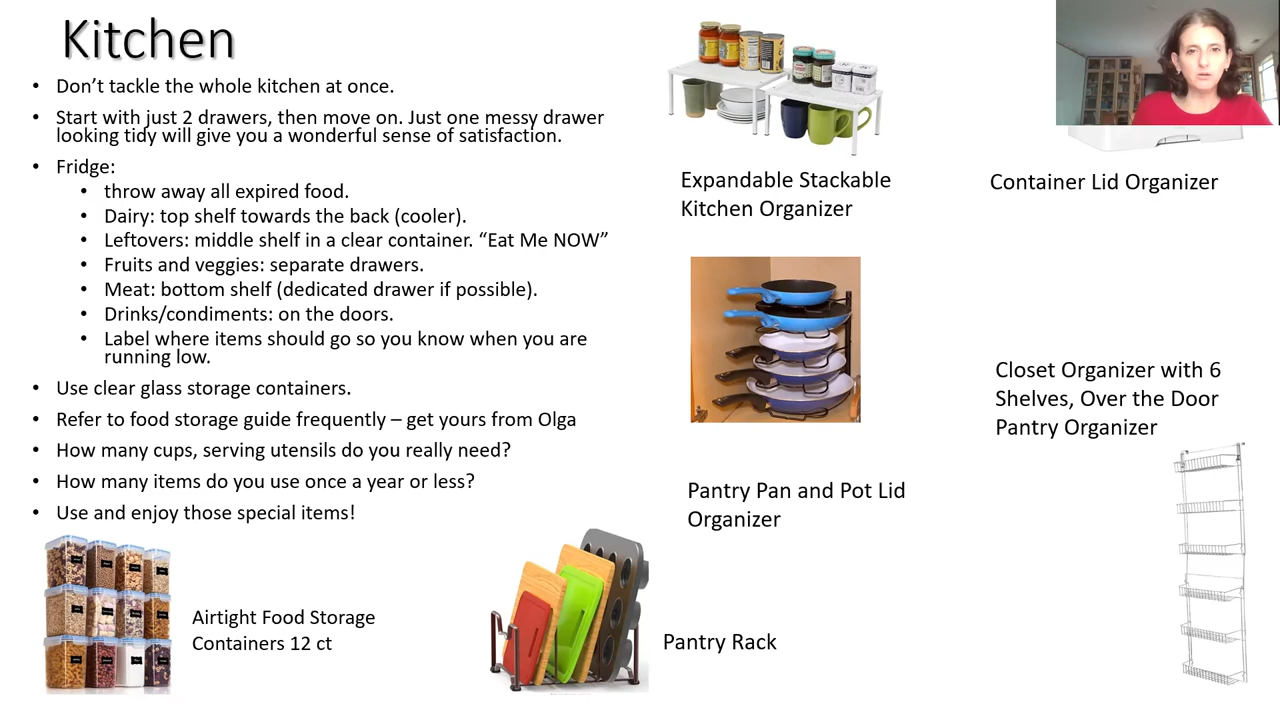 Kitchen
• Don’t tackle the whole kitchen at once.
• Start with just 2 drawers, then move on. Just one messy drawer
looking tidy will give you a wonderful sense of satisfaction.
• Fridge:
• throw away all expired food.
• Dairy: top shelf towards the back (cooler).
• Leftovers: middle shelf in a clear container. “Eat Me NOW”
• Fruits and veggies: separate drawers.
• Meat: bottom shelf (dedicated drawer if possible).
• Drinks/condiments: on the doors.
• Label where items should go so you know when you are
running low.
• Use clear glass storage containers.
• Refer to food storage guide frequently – get yours from Olga
• How many cups, serving utensils do you really need?
• How many items do you use once a year or less?
• Use and enjoy those special items!
Airtight Food Storage
Containers 12 ct
Pantry Rack
Expandable Stackable
Kitchen Organizer
Container Lid Organizer
Pantry Pan and Pot Lid
Organizer
Closet Organizer with 6
Shelves, Over the Door
Pantry Organizer